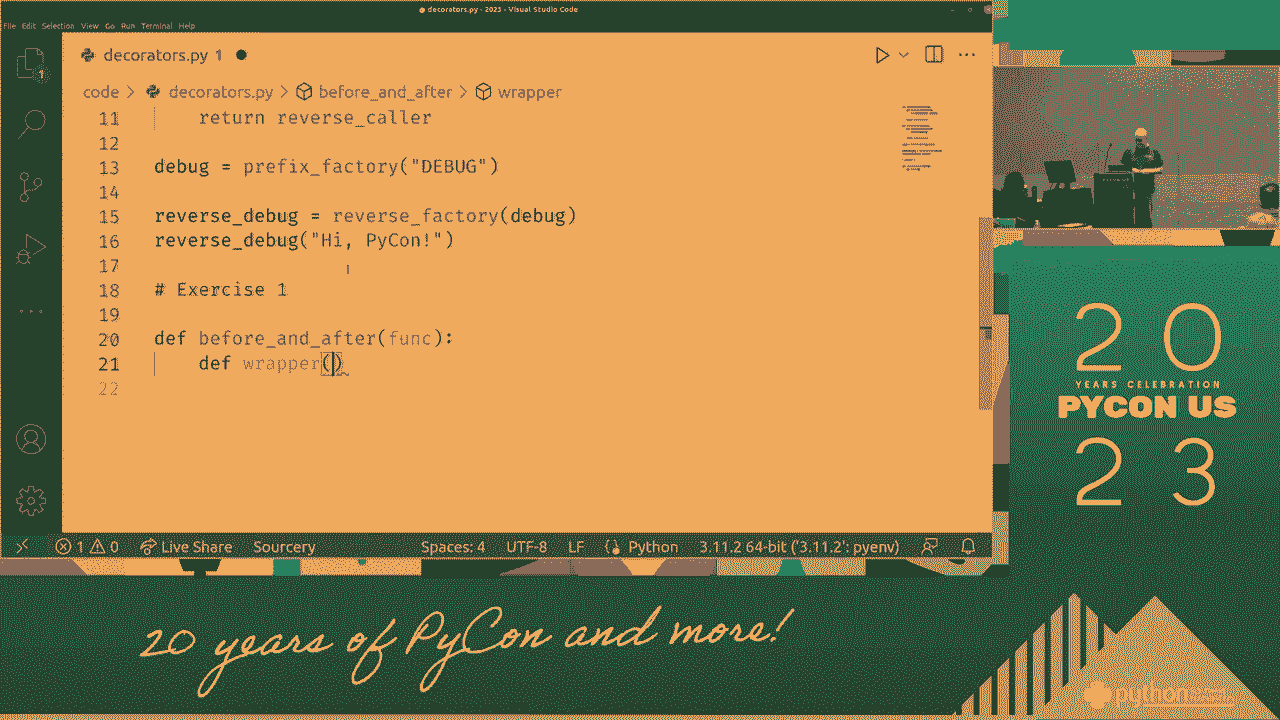 decorators.py - 2023 - Visual Studio Code
File Edit Selection View Go Run Terminal Help
decorators.py 1
code > decorators.py > before_and_after > wrapper
11 return reverse_caller
12
13 debug = prefix_factory("DEBUG")
14
15 reverse_debug = reverse_factory(debug)
16 reverse_debug("Hi, PyCon!")
17
18 # Exercise 1
19
20 def before_and_after(func):
21 def wrapper()
22
1 0 Live Share Sourcery Spaces: 4 UTF-8 LF Python 3.11.2 64-bit ('3.11.2': pyenv)
20
YEARS CELEBRATION
PYCON US
23
20 years of PyCon and more!
python